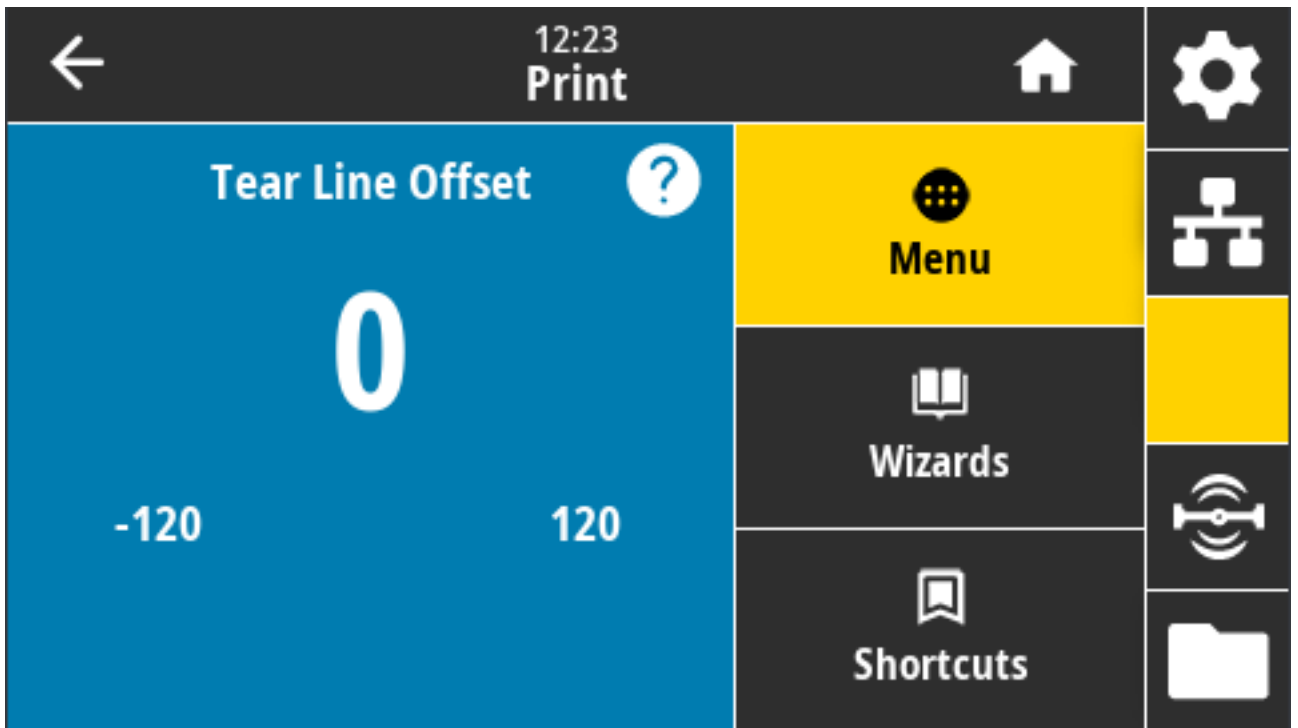 12:23
Print
Tear Line Offset
?
0
-120 120
Menu
Wizards
Shortcuts